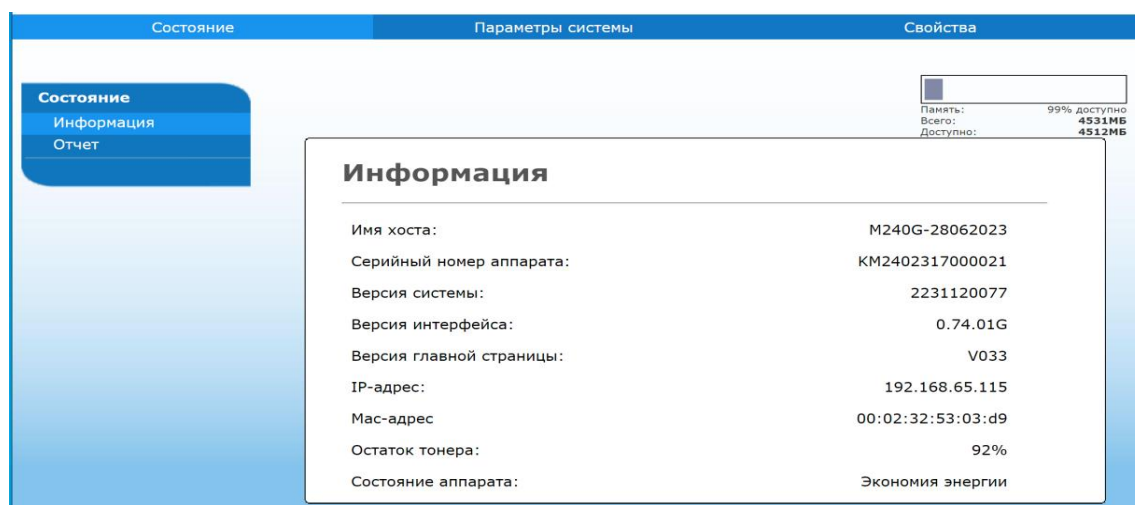 Состояние Параметры системы Свойства
Состояние
Информация
Отчет
Память: 99% доступно
Всего: 4531МБ
Доступно: 4512МБ
Информация
Имя хоста: M240G-28062023
Серийный номер аппарата: KM2402317000021
Версия системы: 2231120077
Версия интерфейса: 0.74.01G
Версия главной страницы: V033
IP-адрес: 192.168.65.115
Мас-адрес 00:02:32:53:03:d9
Остаток тонера: 92%
Состояние аппарата: Экономия энергии